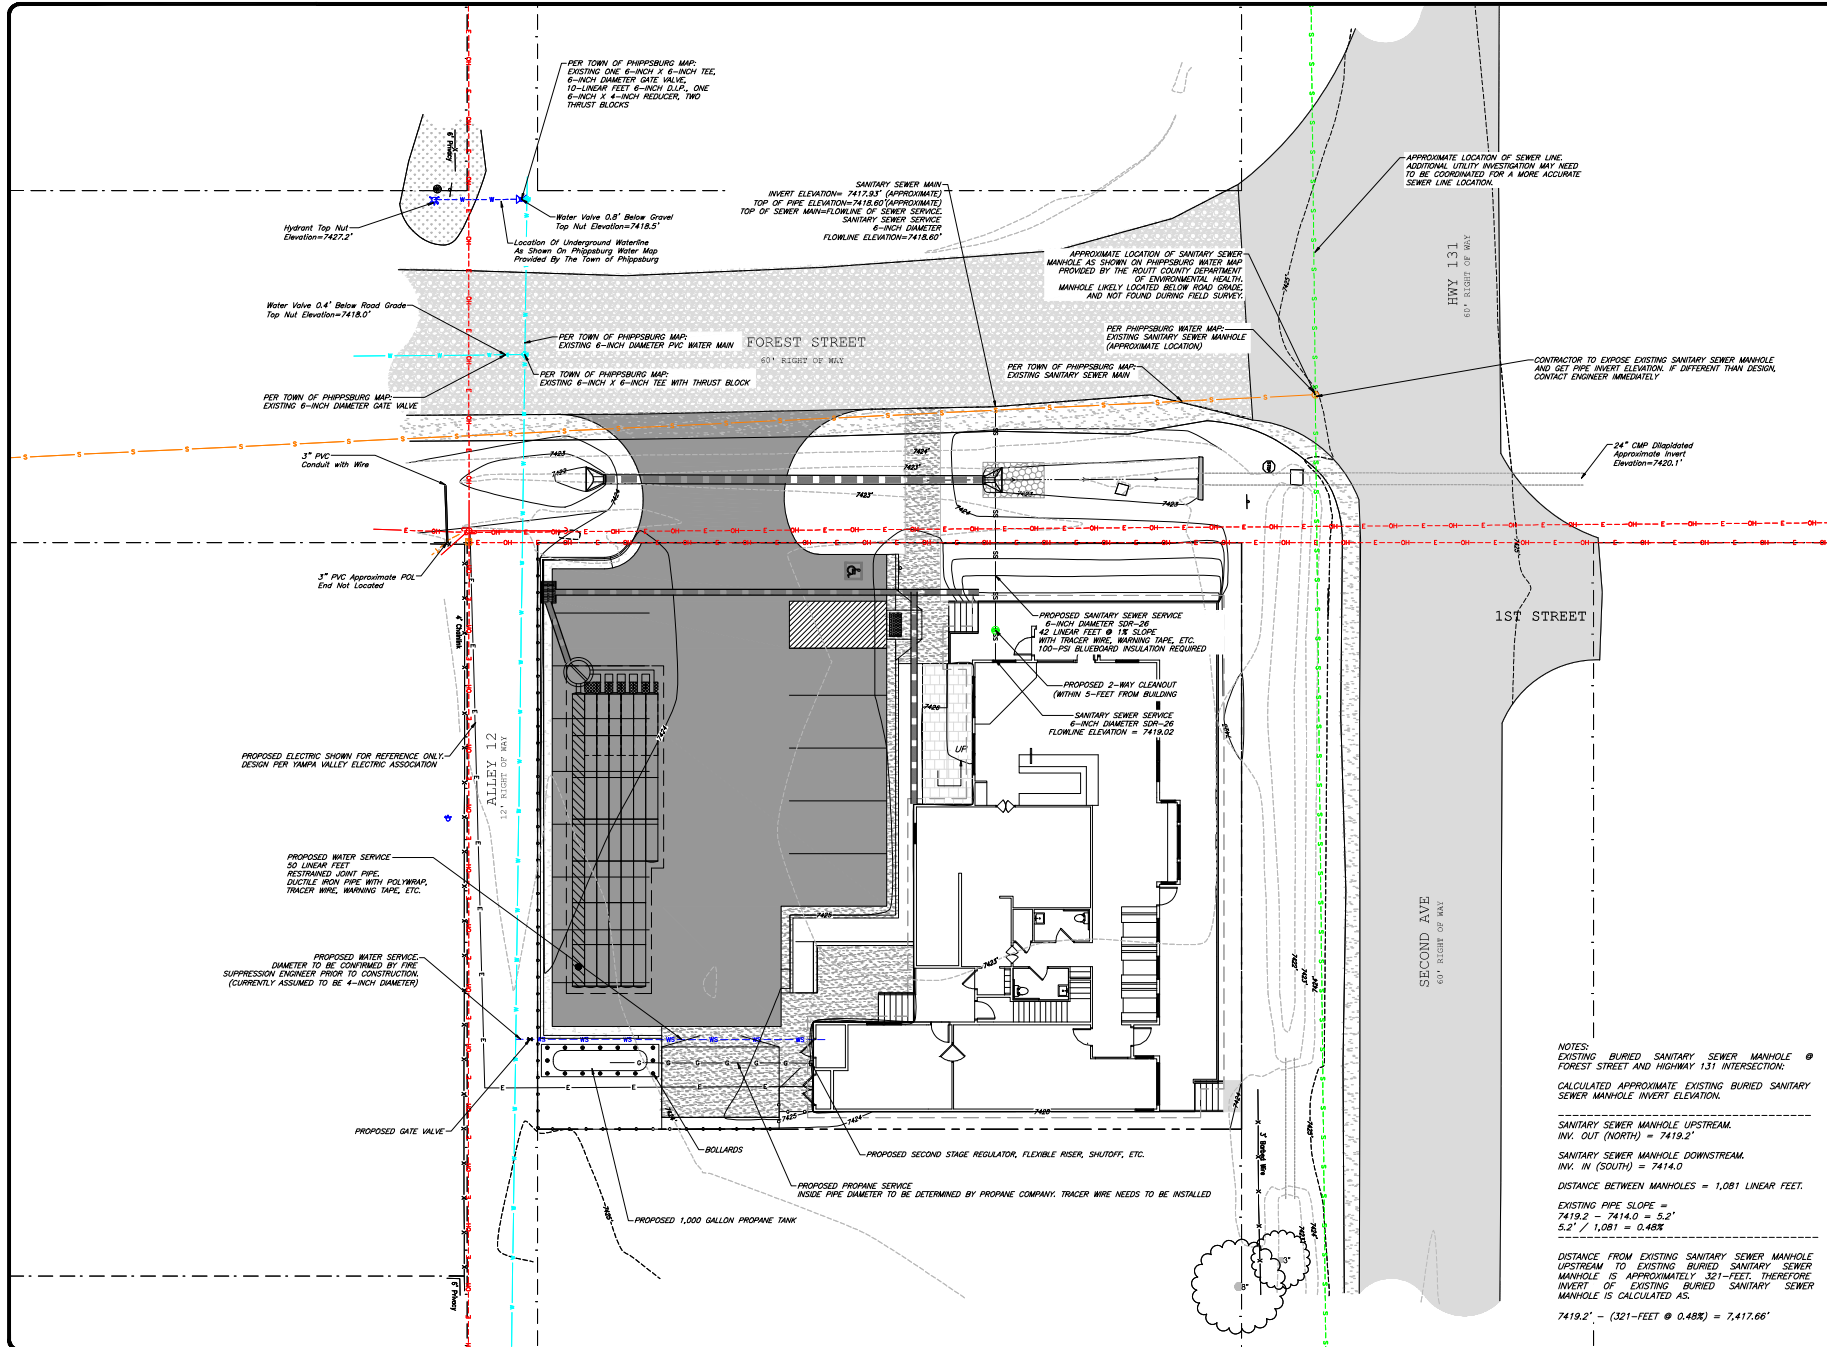 PER TOWN OF PHIPPSBURG MAP:
EXISTING ONE 6-INCH X 6-INCH TEE,
6-INCH DIAMETER GATE VALVE,
10-LINEAR FEET 6-INCH D.I.P., ONE
6-INCH X 4-INCH REDUCER, TWO
THRUST BLOCKS
6' Privacy
Hydrant Top Nut
Elevation=7427.2'
Water Valve 0.8' Below Gravel
Top Nut Elevation=7418.5'
Location Of Underground Waterline
As Shown On Phippsburg Water Map
Provided By The Town of Phippsburg
SANITARY SEWER MAIN
INVERT ELEVATION= 7417.93' (APPROXIMATE)
TOP OF PIPE ELEVATION=7418.60'(APPROXIMATE)
TOP OF SEWER MAIN=FLOWLINE OF SEWER SERVICE.
SANITARY SEWER SERVICE
6-INCH DIAMETER
FLOWLINE ELEVATION=7418.60'
APPROXIMATE LOCATION OF SEWER LINE.
ADDITIONAL UTILITY INVESTIGATION MAY NEED
TO BE COORDINATED FOR A MORE ACCURATE
SEWER LINE LOCATION.
APPROXIMATE LOCATION OF SANITARY SEWER
MANHOLE AS SHOWN ON PHIPPSBURG WATER MAP
PROVIDED BY THE ROUTT COUNTY DEPARTMENT
OF ENVIRONMENTAL HEALTH.
MANHOLE LIKELY LOCATED BELOW ROAD GRADE,
AND NOT FOUND DURING FIELD SURVEY.
HWY 131
60' RIGHT OF WAY
Water Valve 0.4' Below Road Grade
Top Nut Elevation=7418.0'
PER TOWN OF PHIPPSBURG MAP:
EXISTING 6-INCH DIAMETER PVC WATER MAIN
FOREST STREET
60' RIGHT OF WAY
PER PHIPPSBURG WATER MAP:
EXISTING SANITARY SEWER MANHOLE
(APPROXIMATE LOCATION)
PER TOWN OF PHIPPSBURG MAP:
EXISTING SANITARY SEWER MAIN
CONTRACTOR TO EXPOSE EXISTING SANITARY SEWER MANHOLE
AND GET PIPE INVERT ELEVATION. IF DIFFERENT THAN DESIGN,
CONTACT ENGINEER IMMEDIATELY
PER TOWN OF PHIPPSBURG MAP:
EXISTING 6-INCH X 6-INCH TEE WITH THRUST BLOCK
PER TOWN OF PHIPPSBURG MAP:
EXISTING 6-INCH DIAMETER GATE VALVE
3" PVC
Conduit with Wire
24" CMP Dilapidated
Approximate Invert
Elevation=7420.1'
3" PVC Approximate POL
End Not Located
4' Chainlink
1ST STREET
PROPOSED SANITARY SEWER SERVICE
6-INCH DIAMETER SDR-26
42 LINEAR FEET @ 1% SLOPE
WITH TRACER WIRE, WARNING TAPE, ETC.
100-PSI BLUEBOARD INSULATION REQUIRED
PROPOSED 2-WAY CLEANOUT
(WITHIN 5-FEET FROM BUILDING
SANITARY SEWER SERVICE
6-INCH DIAMETER SDR-26
FLOWLINE ELEVATION = 7419.02
UP
PROPOSED ELECTRIC SHOWN FOR REFERENCE ONLY.
DESIGN PER YAMPA VALLEY ELECTRIC ASSOCIATION
ALLEY 12
12' RIGHT OF WAY
PROPOSED WATER SERVICE
50 LINEAR FEET
RESTRAINED JOINT PIPE.
DUCTILE IRON PIPE WITH POLYWRAP,
TRACER WIRE, WARNING TAPE, ETC.
SECOND AVE
60' RIGHT OF WAY
PROPOSED WATER SERVICE.
DIAMETER TO BE CONFIRMED BY FIRE
SUPPRESSION ENGINEER PRIOR TO CONSTRUCTION.
(CURRENTLY ASSUMED TO BE 4-INCH DIAMETER)
PROPOSED GATE VALVE
BOLLARDS
PROPOSED SECOND STAGE REGULATOR, FLEXIBLE RISER, SHUTOFF, ETC.
PROPOSED PROPANE SERVICE
INSIDE PIPE DIAMETER TO BE DETERMINED BY PROPANE COMPANY. TRACER WIRE NEEDS TO BE INSTALLED
PROPOSED 1,000 GALLON PROPANE TANK
3' Barbed Wire
6' Privacy
NOTES:
EXISTING BURIED SANITARY SEWER MANHOLE @
FOREST STREET AND HIGHWAY 131 INTERSECTION:
CALCULATED APPROXIMATE EXISTING BURIED SANITARY
SEWER MANHOLE INVERT ELEVATION.
SANITARY SEWER MANHOLE UPSTREAM.
INV. OUT (NORTH) = 7419.2'
SANITARY SEWER MANHOLE DOWNSTREAM.
INV. IN (SOUTH) = 7414.0
DISTANCE BETWEEN MANHOLES = 1,081 LINEAR FEET.
EXISTING PIPE SLOPE =
7419.2 - 7414.0 = 5.2'
5.2' / 1,081 = 0.48%
DISTANCE FROM EXISTING SANITARY SEWER MANHOLE
UPSTREAM TO EXISTING BURIED SANITARY SEWER
MANHOLE IS APPROXIMATELY 321-FEET. THEREFORE
INVERT OF EXISTING BURIED SANITARY SEWER
MANHOLE IS CALCULATED AS.
7419.2' - (321-FEET @ 0.48%) = 7,417.66'